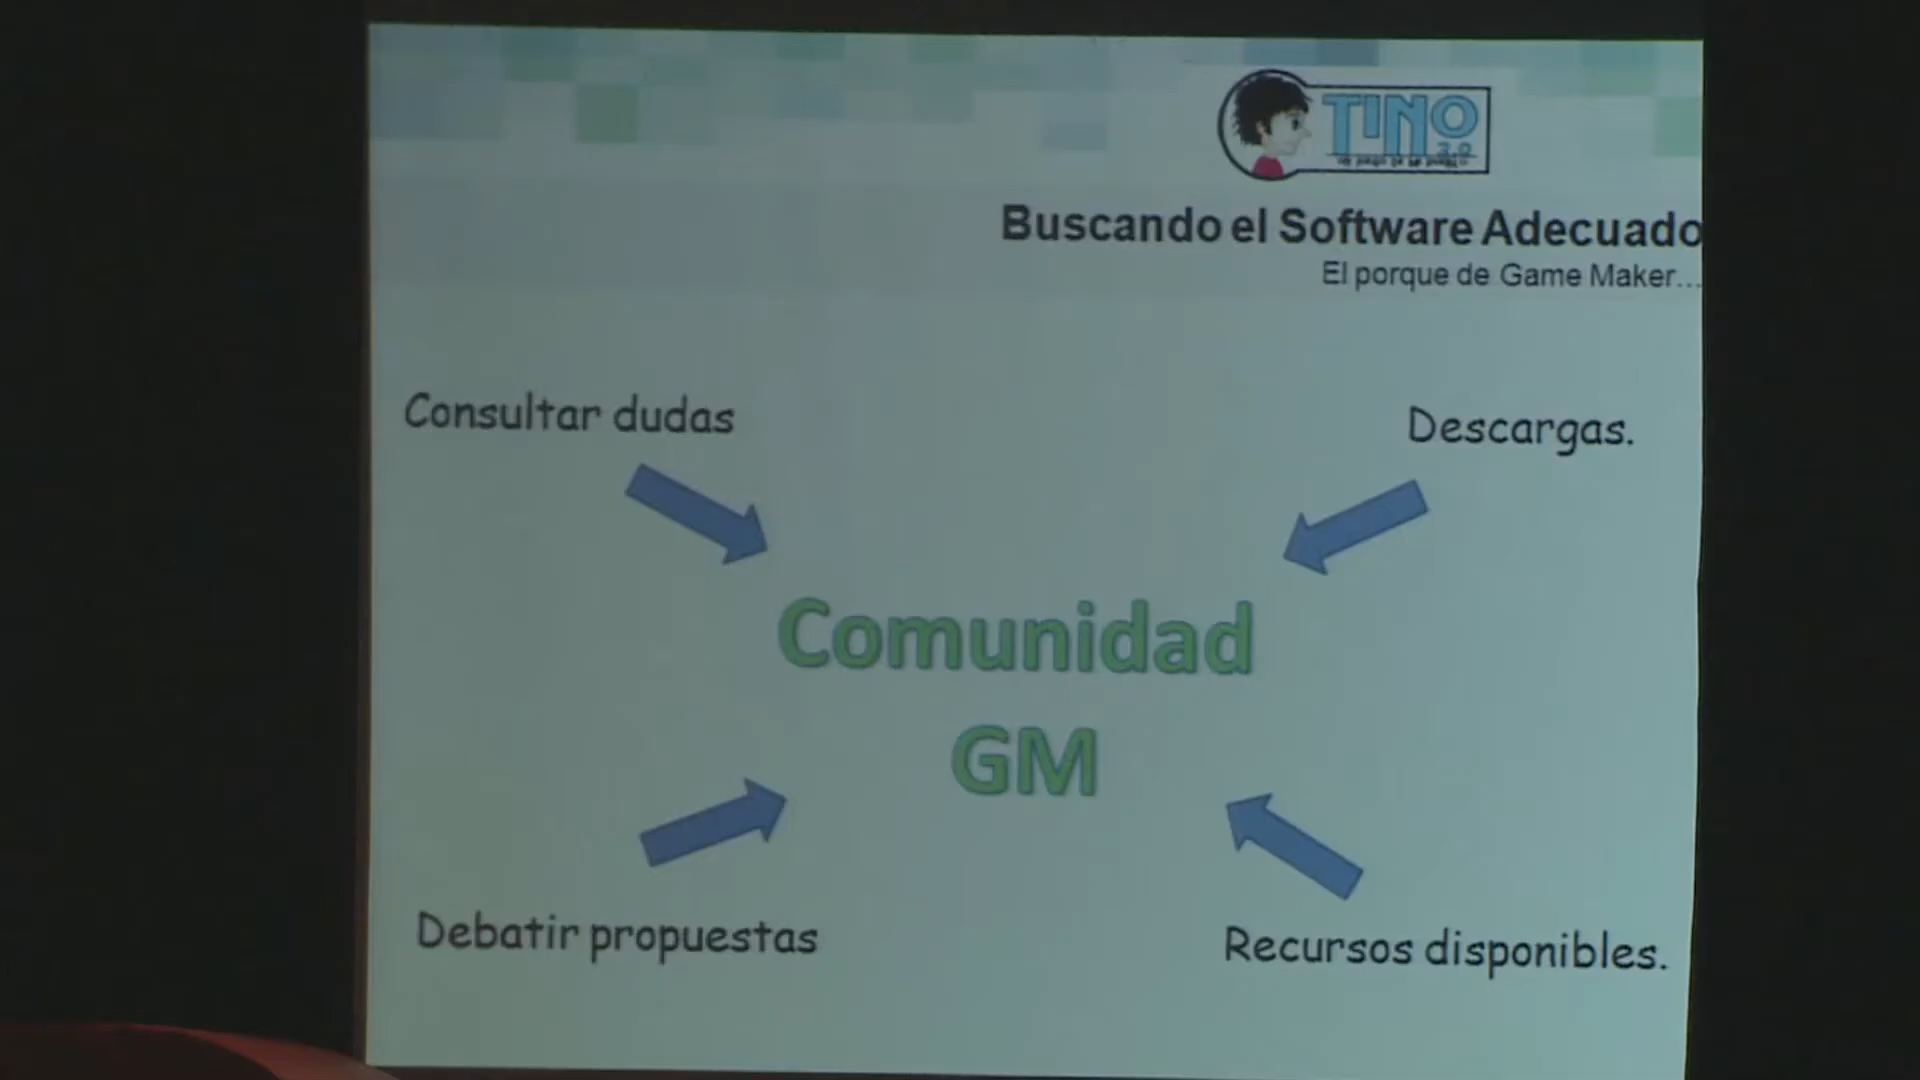 TINO
Buscando el Software Adecuado
El porque de Game Maker...
Consultar dudas
Descargas.
Comunidad
GM
Debatir propuestas
Recursos disponibles.